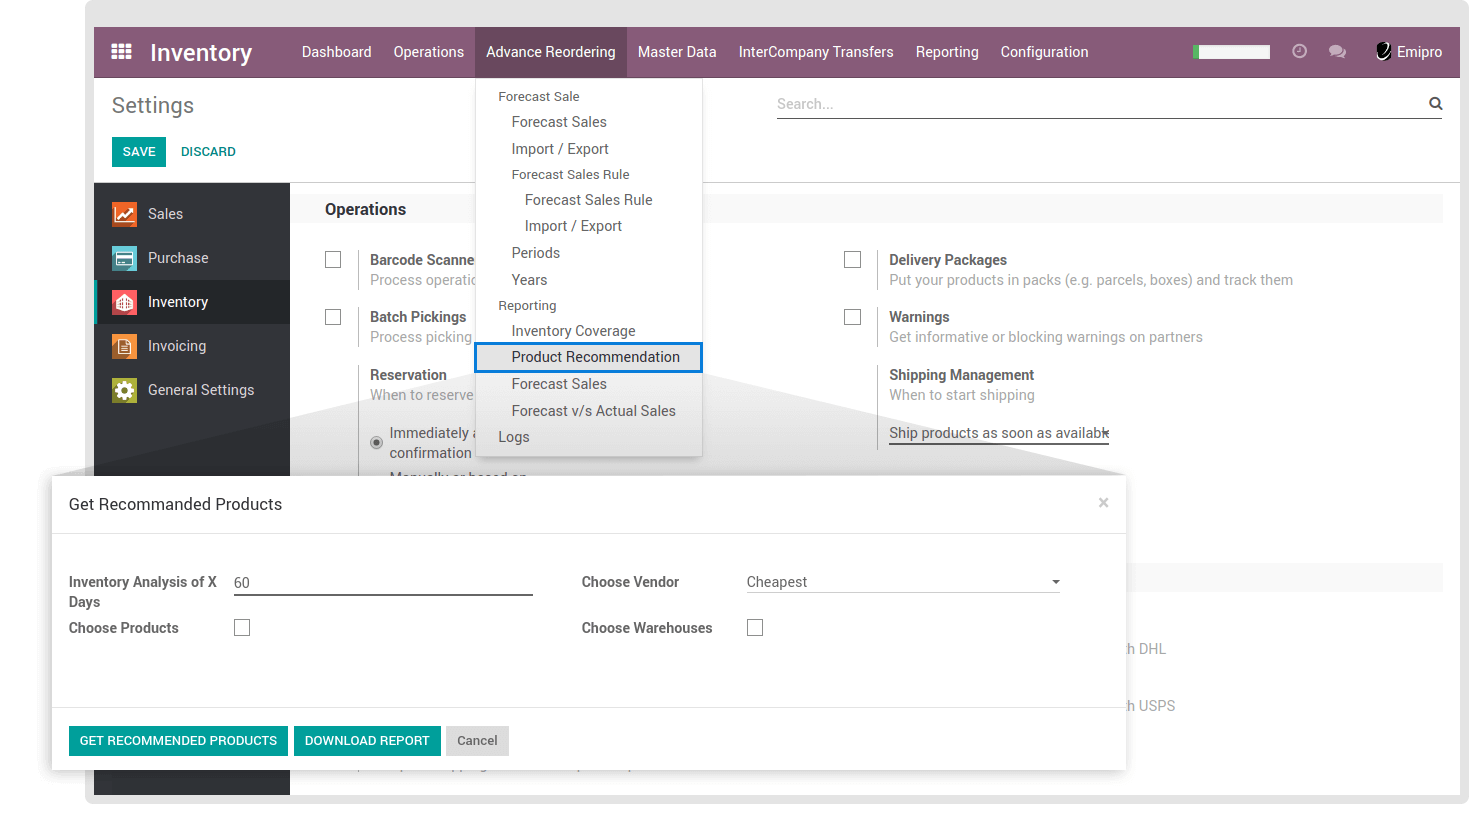 Inventory
Dashboard
Operations
Advance Reordering
Master Data
InterCompany Transfers
Reporting
Configuration
Emipro
Settings
Search...
SAVE
DISCARD
Forecast Sale
Forecast Sales
Import / Export
Forecast Sales Rule
Forecast Sales Rule
Import / Export
Periods
Years
Reporting
Inventory Coverage
Product Recommendation
Forecast Sales
Forecast v/s Actual Sales
Logs
Sales
Purchase
Inventory
Invoicing
General Settings
Operations
Barcode Scanne
Process operatio
Delivery Packages
Put your products in packs (e.g. parcels, boxes) and track them
Batch Pickings
Process picking
Warnings
Get informative or blocking warnings on partners
Reservation
When to reserve
Immediately a
confirmation
Shipping Management
When to start shipping
Ship products as soon as availabl
Get Recommanded Products
×
Inventory Analysis of X
Days
60
Choose Vendor
Cheapest
Choose Products
Choose Warehouses
h DHL
h USPS
GET RECOMMENDED PRODUCTS
DOWNLOAD REPORT
Cancel